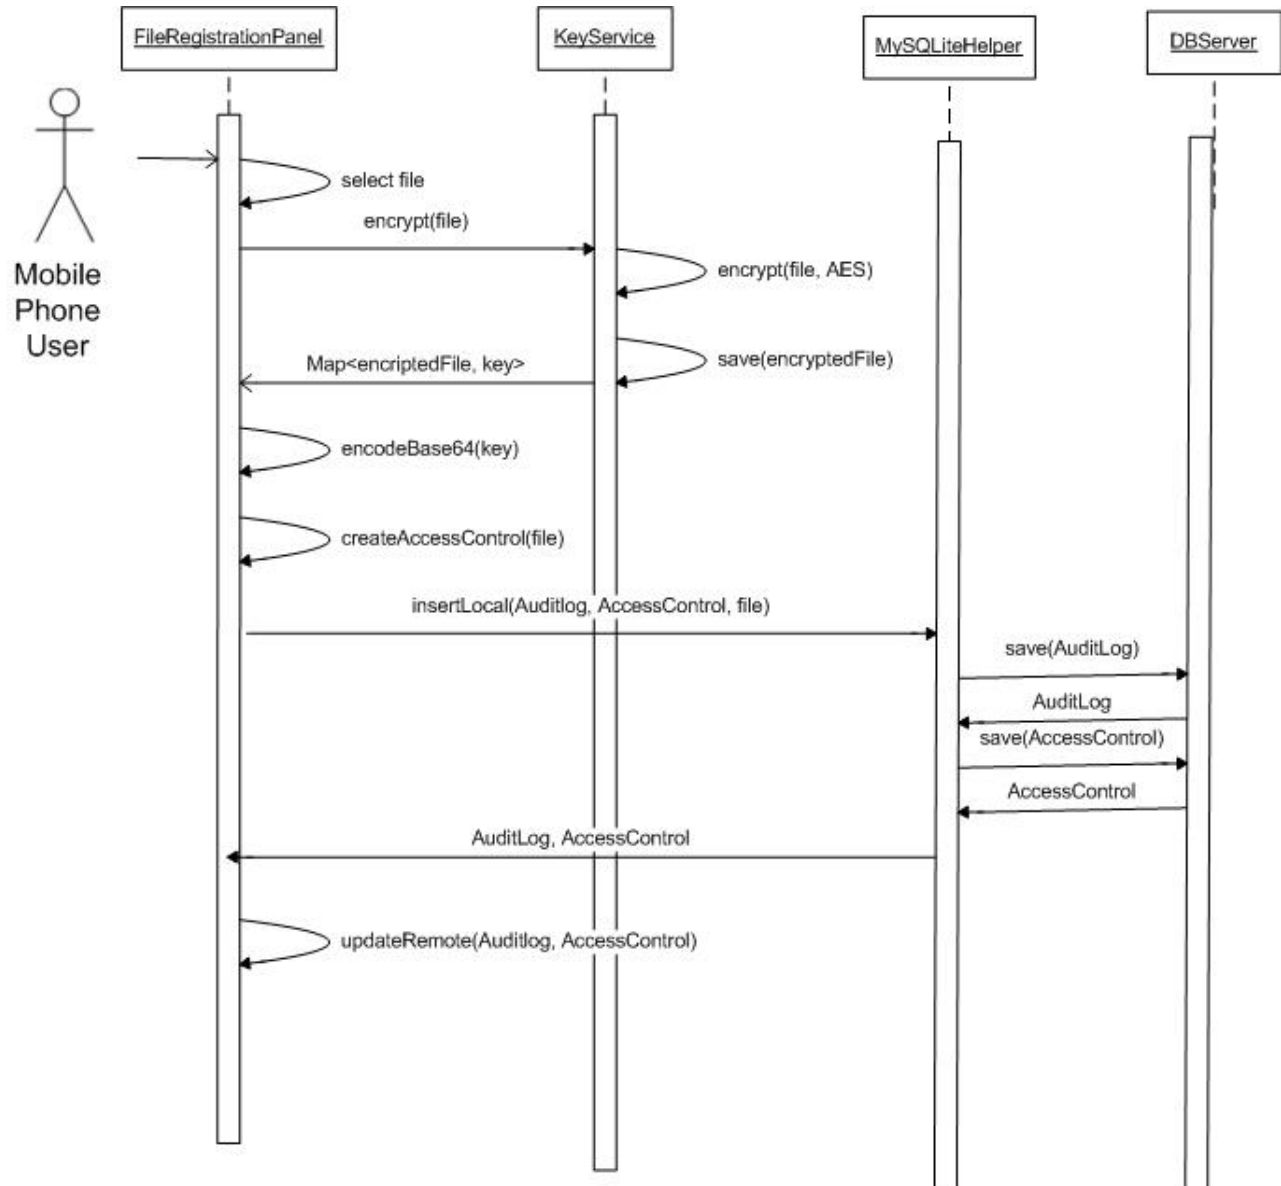 FileRegistrationPanel
KeyService
MySQLiteHelper
DBServer
Mobile
Phone
User
select file
encrypt(file)
encrypt(file, AES)
save(encryptedFile)
Map<encriptedFile, key>
encodeBase64(key)
createAccessControl(file)
insertLocal(Auditlog, AccessControl, file)
save(AuditLog)
AuditLog
save(AccessControl)
AccessControl
AuditLog, AccessControl
updateRemote(Auditlog, AccessControl)